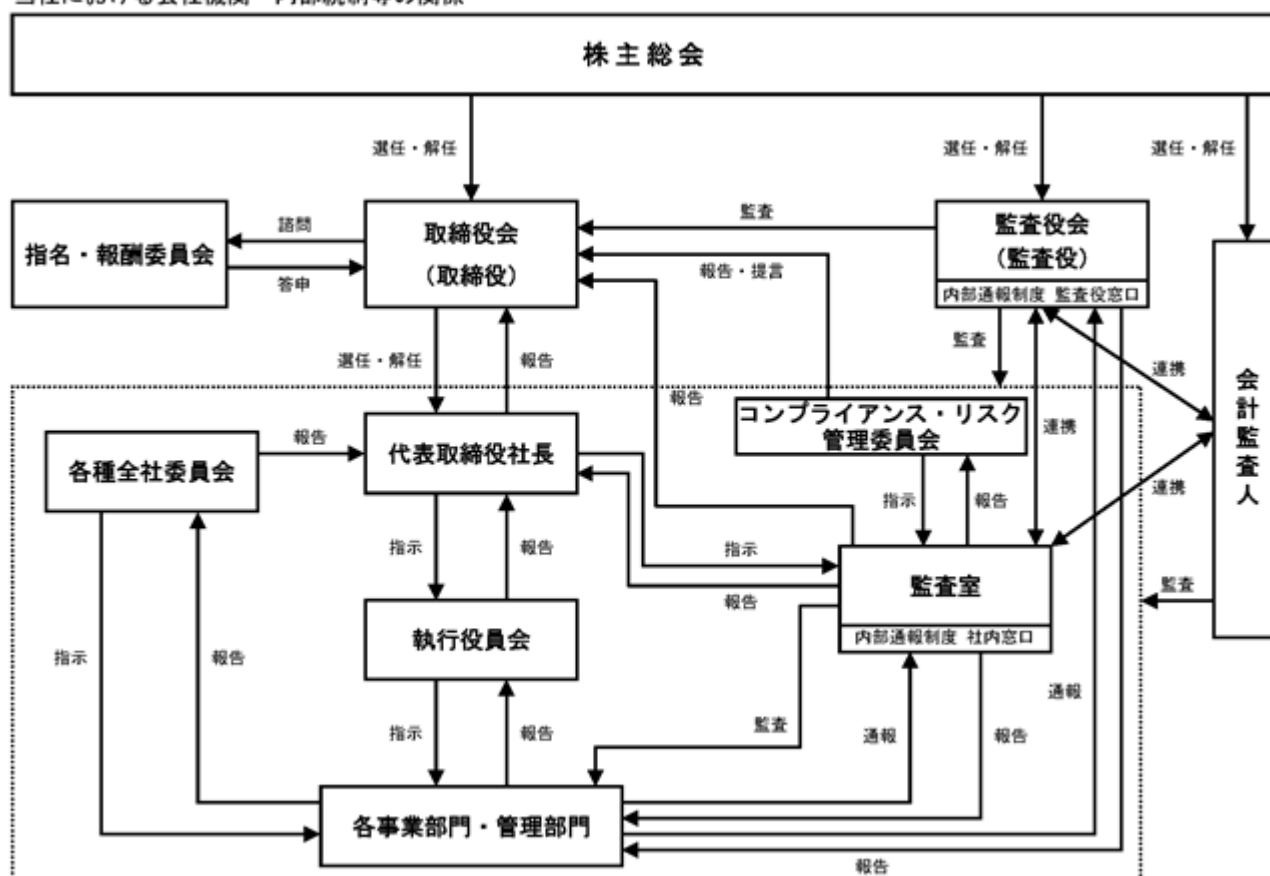 株主総会
選任・解任
選任・解任
選任・解任
指名・報酬委員会
諮問
答申
取締役会
(取締役)
監査
報告・提言
監査役会
(監査役)
内部通報制度 監査役窓口
選任・解任
報告
報告
監査
連携
連携
連携
会計監査人
各種全社委員会
報告
代表取締役社長
コンプライアンス・リスク
管理委員会
指示
報告
指示
報告
指示
報告
監査室
内部通報制度 社内窓口
監査
執行役員会
指示
報告
指示
報告
監査
通報
報告
通報
各事業部門・管理部門
報告